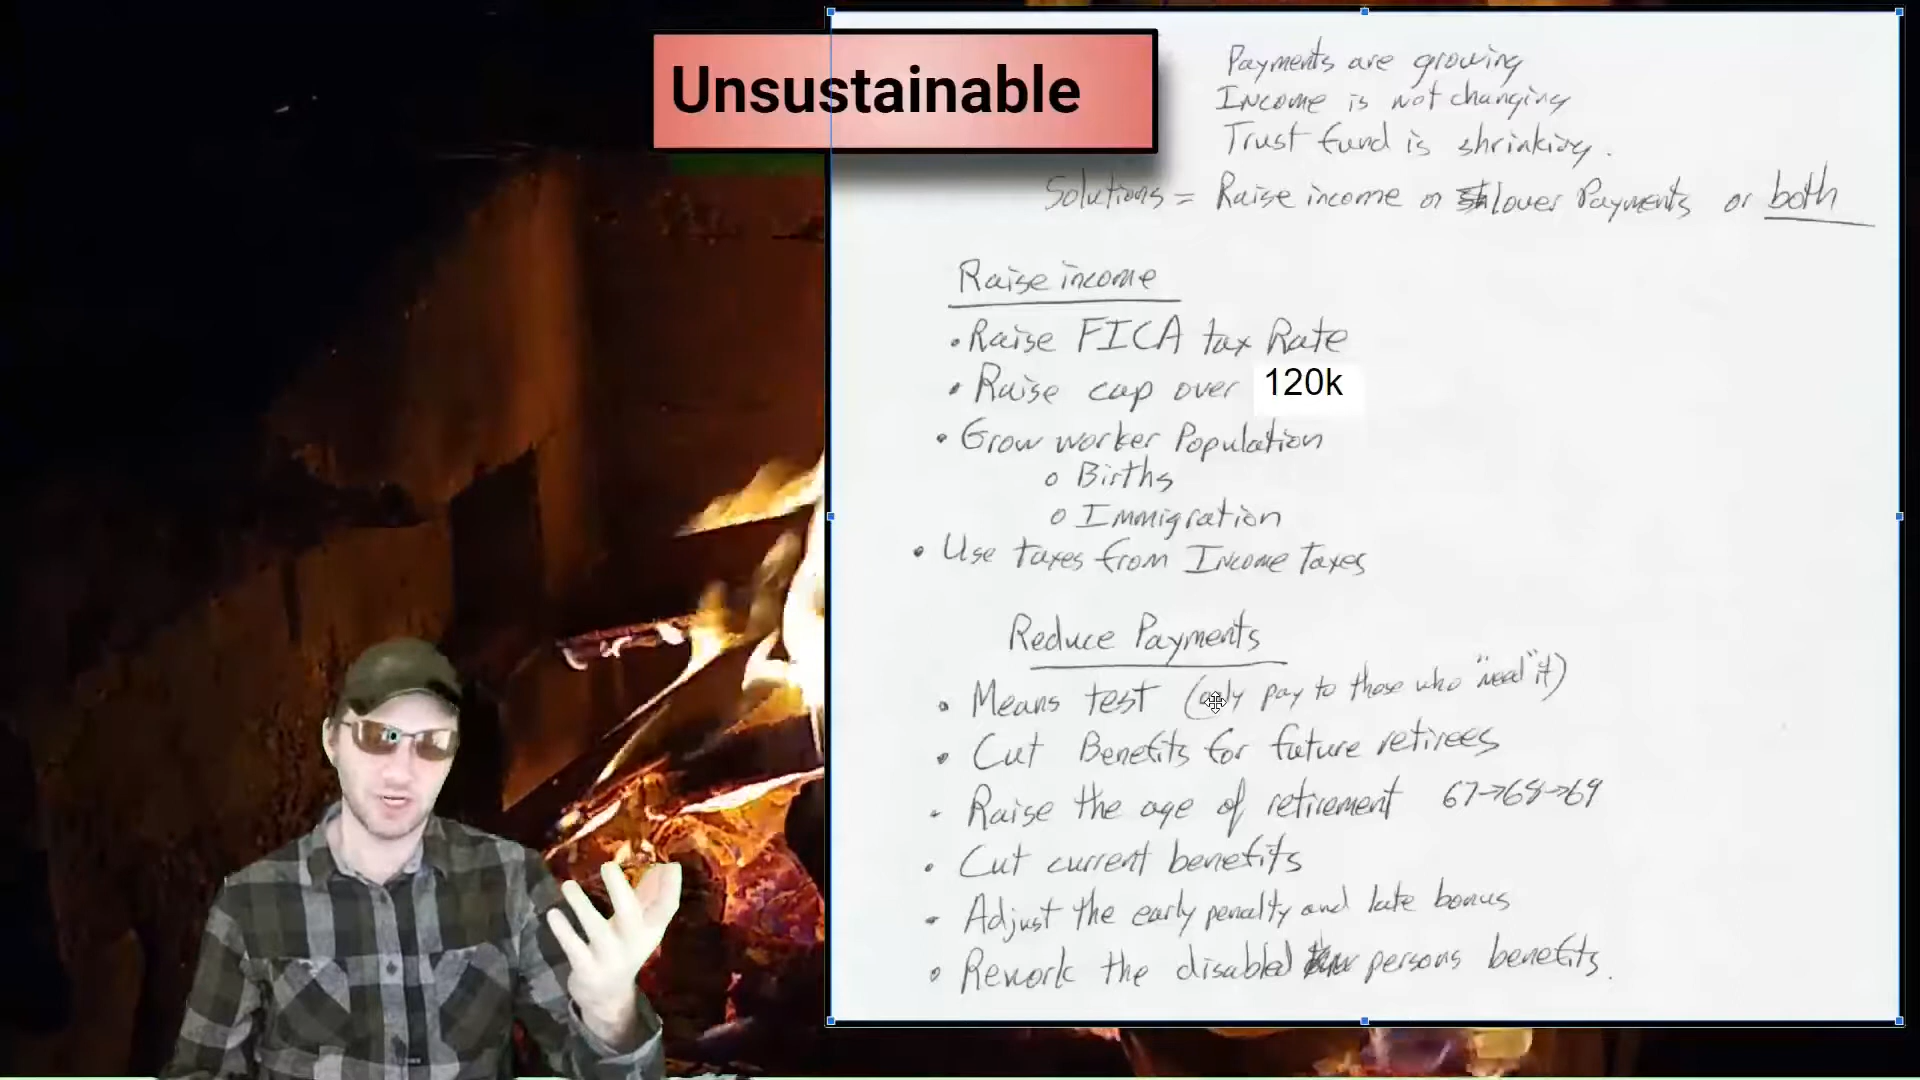 Unsustainable
Payments are growing
Income is not changing
Trust fund is shrinking.
Solutions = Raise income or lower Payments or both
Raise income
• Raise FICA tax Rate
• Raise cap over 120k
• Grow worker Population
o Births
o Immigration
• Use taxes from Income taxes
Reduce Payments
• Means test (only pay to those who "need" it)
• Cut Benefits for future retirees
• Raise the age of retirement 67→68→69
• Cut current benefits
• Adjust the early penalty and late bonus
• Rework the disabled persons benefits.